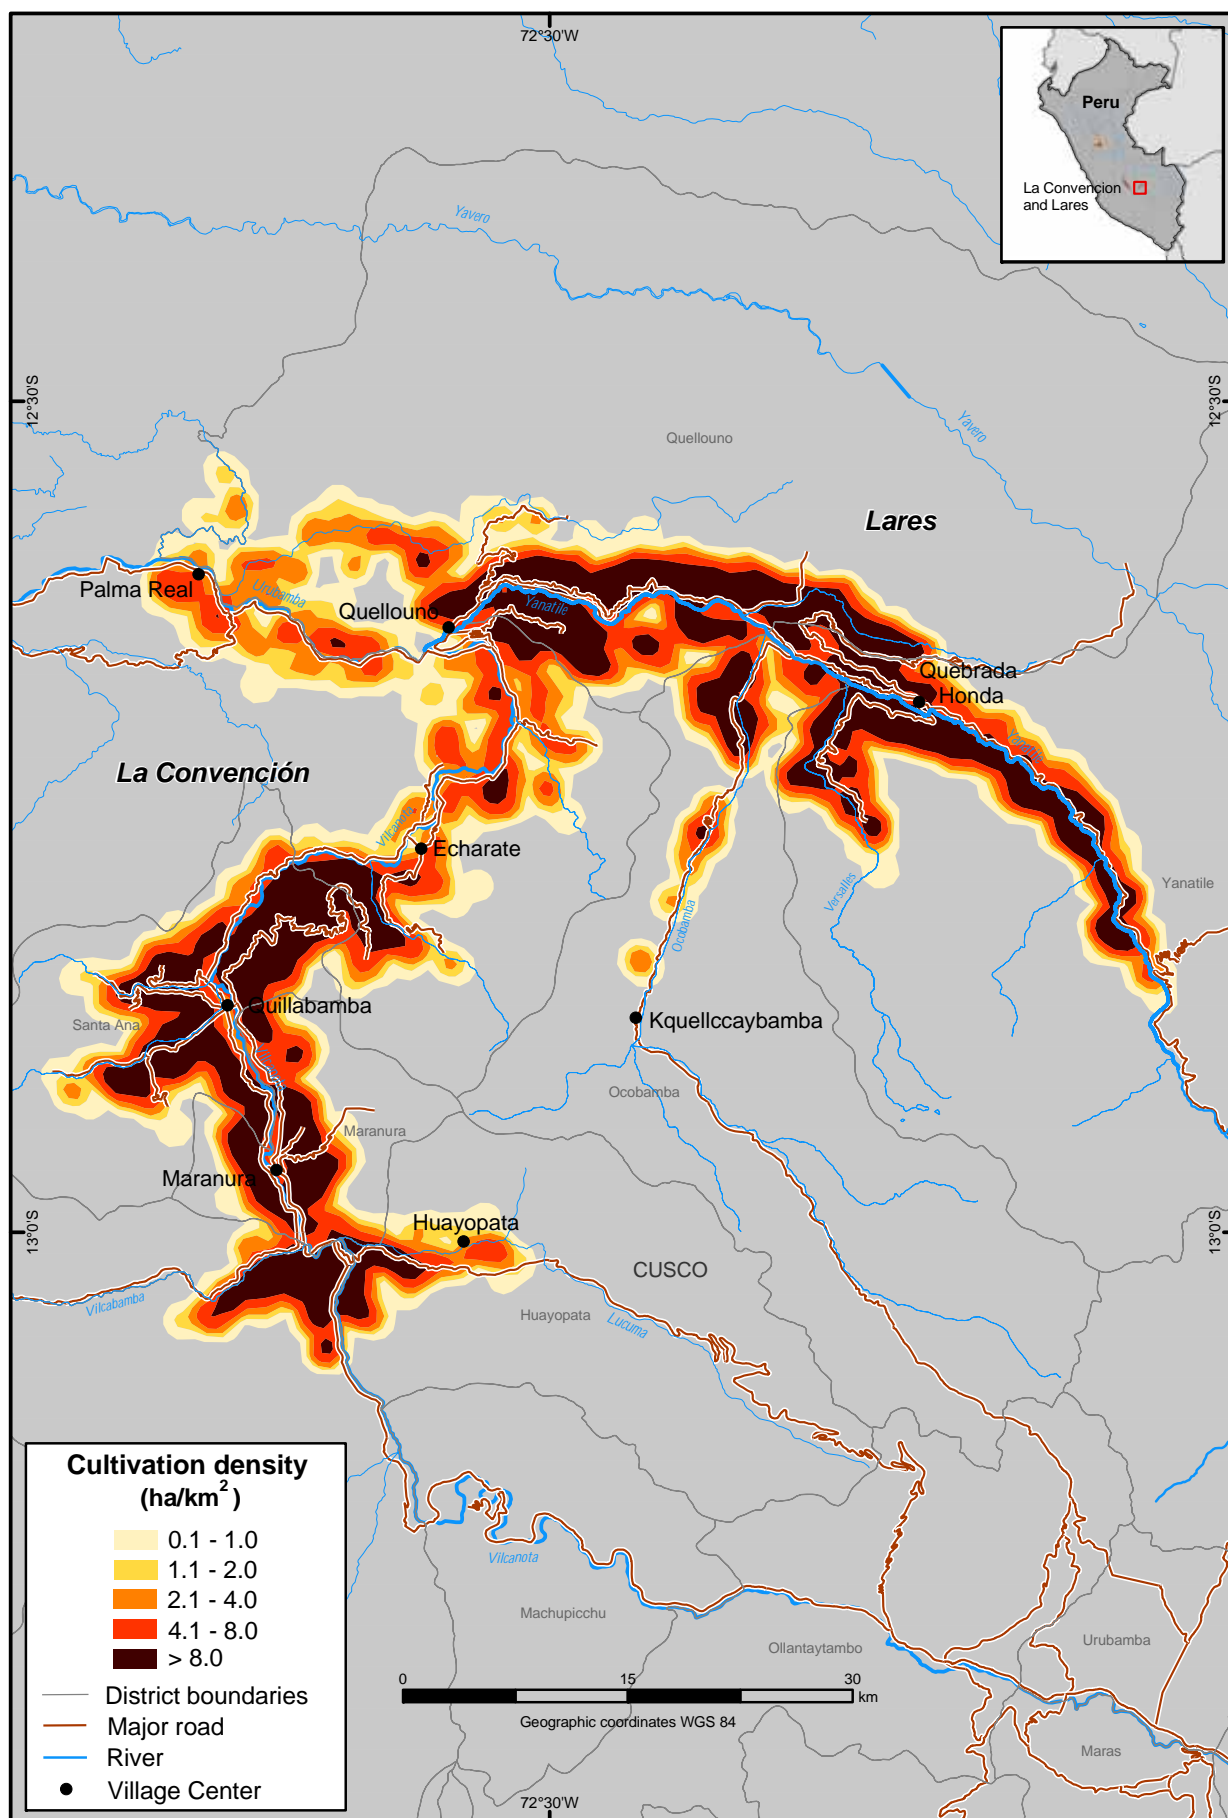 72°30'W
Peru
La Convencion
and Lares
Yavero
12°30'S
12°30'S
Yavero
Quellouno
Lares
Palma Real
Urubamba
Quellouno
Yanatile
Quebrada
Honda
Yanatile
La Convención
Vilcanota
Echarate
Versalles
Yanatile
Ocobamba
Quillabamba
Santa Ana
Kquellccaybamba
Ocobamba
Maranura
Maranura
Huayopata
13°0'S
13°0'S
CUSCO
Vilcabamba
Huayopata
Lucuma
Cultivation density
(ha/km2)
0.1 - 1.0
1.1 - 2.0
2.1 - 4.0
4.1 - 8.0
> 8.0
District boundaries
Major road
River
Village Center
Vilcanota
Machupicchu
Ollantaytambo
Urubamba
0 15 30
km
Geographic coordinates WGS 84
Maras
72°30'W